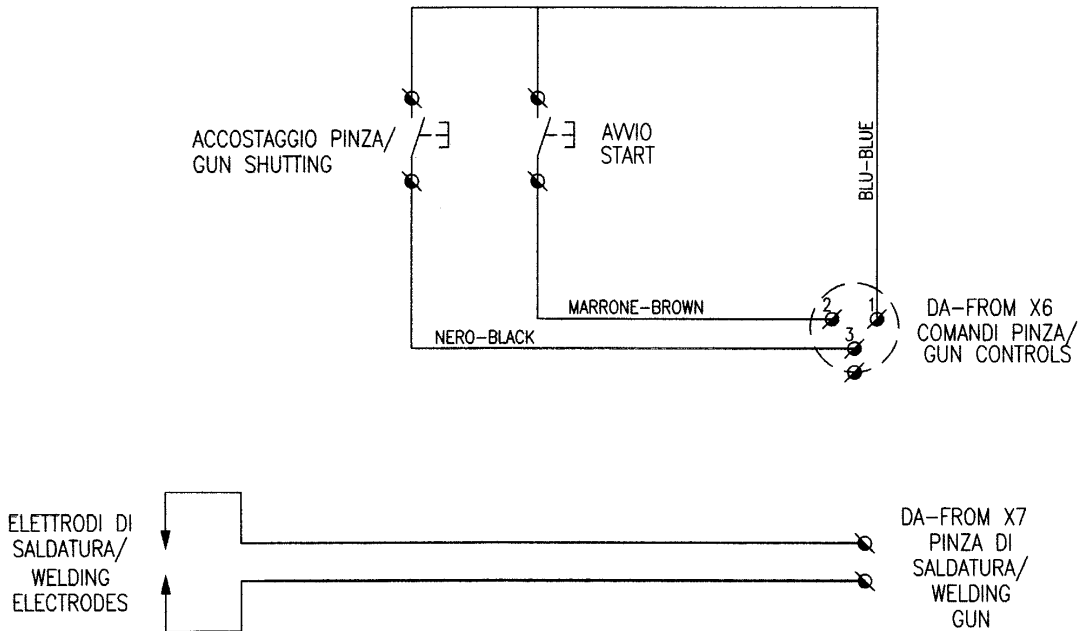 ACCOSTAGGIO PINZA/
GUN SHUTTING
AVVIO
START
BLU-BLUE
MARRONE-BROWN
NERO-BLACK
2
1
3
DA-FROM X6
COMANDI PINZA/
GUN CONTROLS
ELETTRODI DI
SALDATURA/
WELDING
ELECTRODES
DA-FROM X7
PINZA DI
SALDATURA/
WELDING
GUN